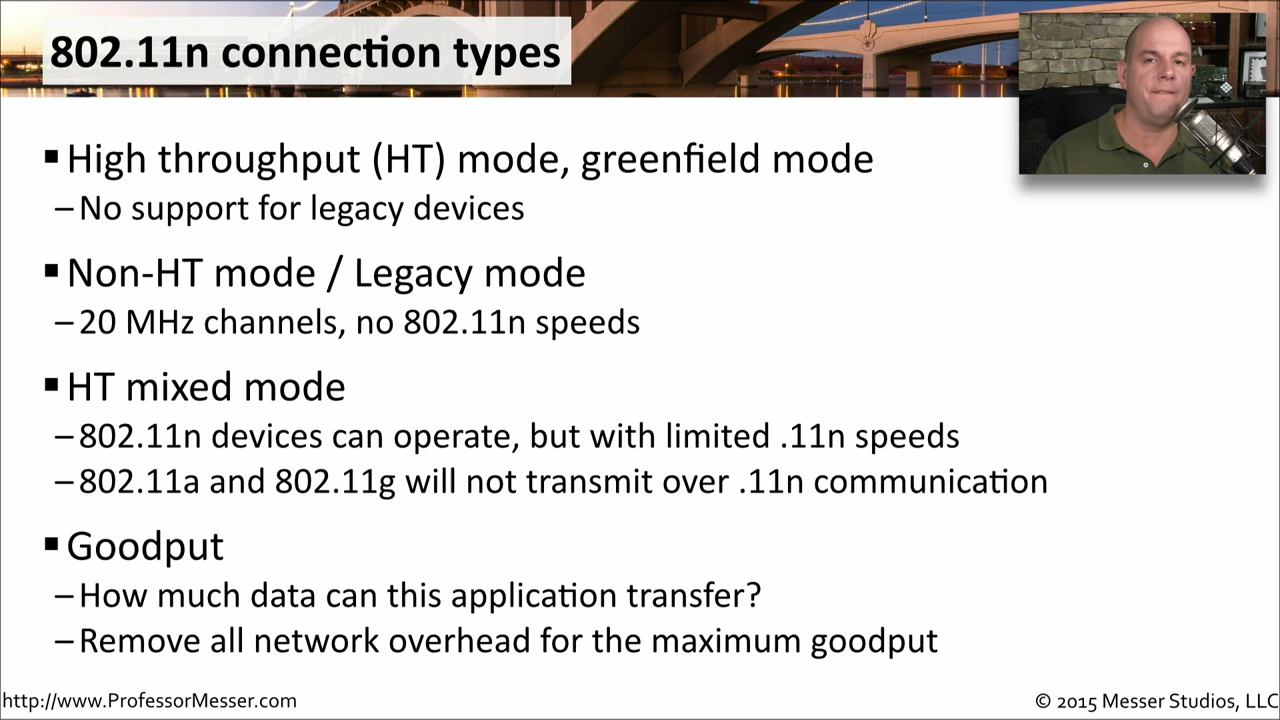 802.11n connection types
▪ High throughput (HT) mode, greenfield mode
– No support for legacy devices
▪ Non-HT mode / Legacy mode
– 20 MHz channels, no 802.11n speeds
▪ HT mixed mode
– 802.11n devices can operate, but with limited .11n speeds
– 802.11a and 802.11g will not transmit over .11n communication
▪ Goodput
– How much data can this application transfer?
– Remove all network overhead for the maximum goodput
http://www.ProfessorMesser.com
© 2015 Messer Studios, LLC